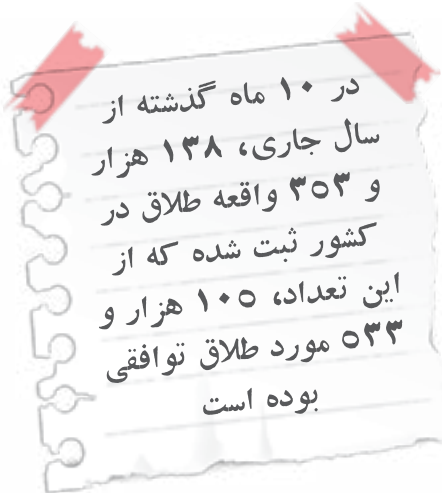 در ۱۰ ماه گذشته از
سال جاری، ۱۳۸ هزار
و ۳۵۳ واقعه طلاق در
کشور ثبت شده که از
این تعداد، ۱۰۵ هزار و
۵۳۳ مورد طلاق توافقی
بوده است